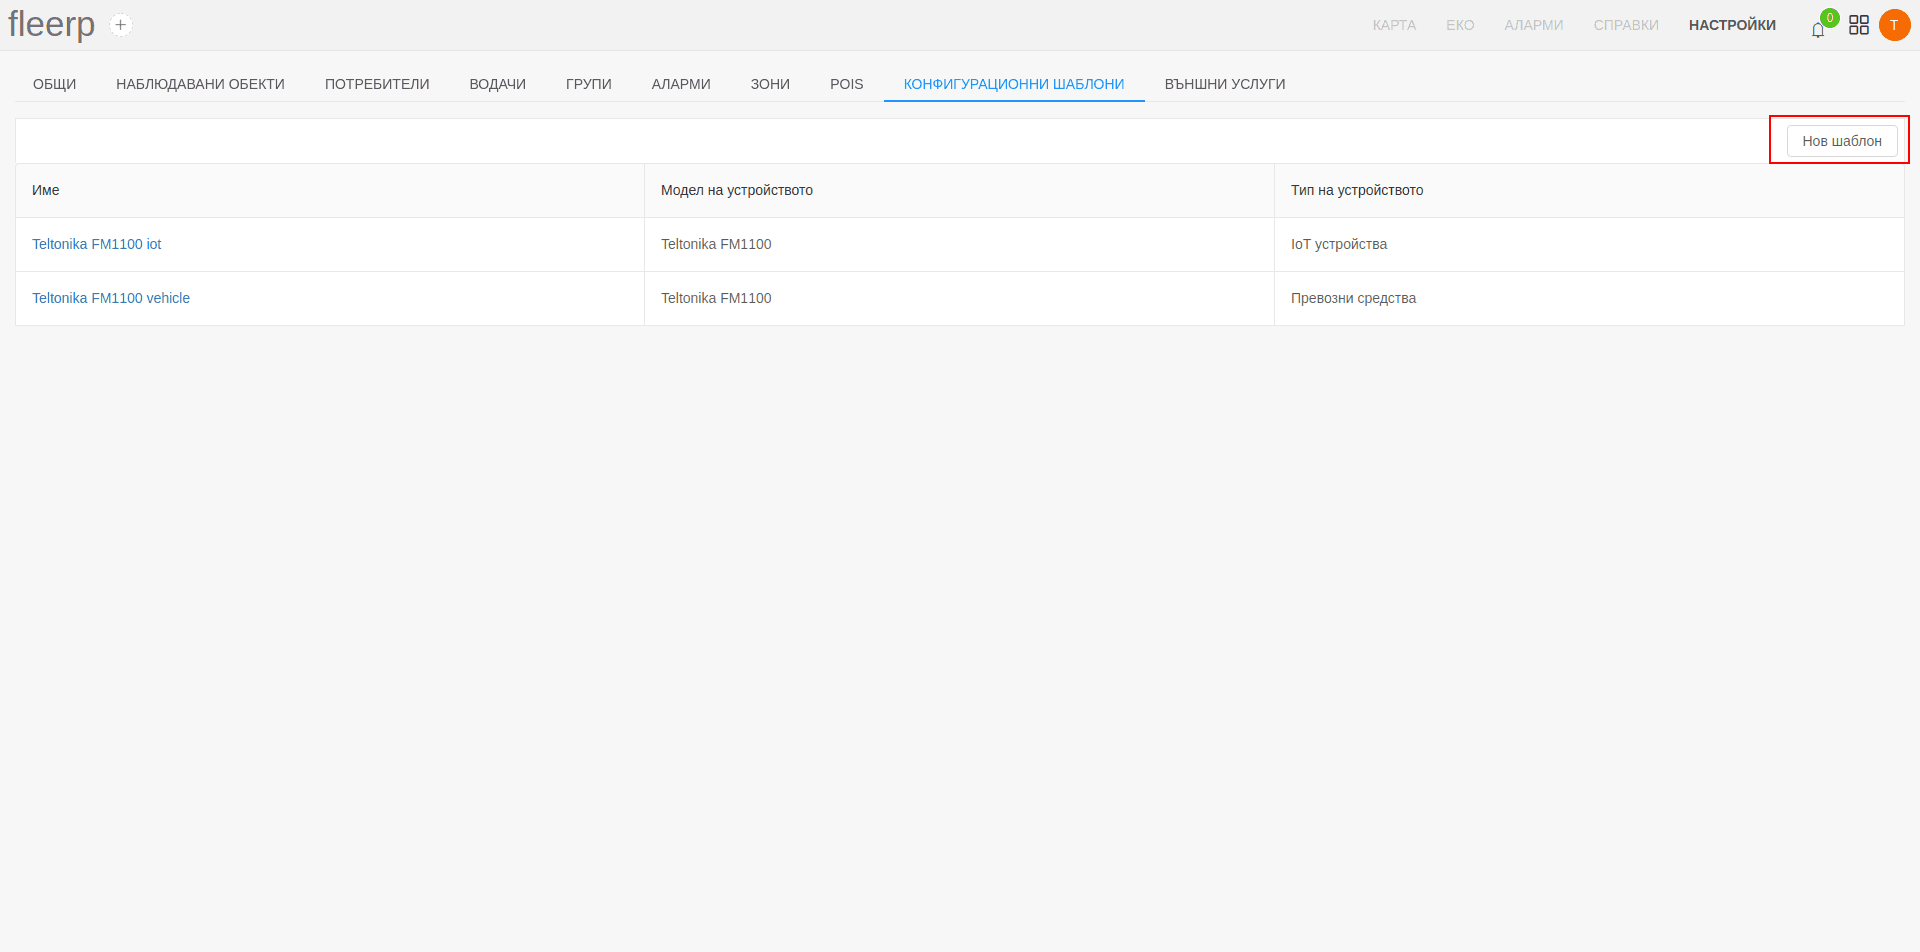 fleerp + КАРТА ЕКО АЛАРМИ СПРАВКИ НАСТРОЙКИ 0 T
ОБЩИ НАБЛЮДАВАНИ ОБЕКТИ ПОТРЕБИТЕЛИ ВОДАЧИ ГРУПИ АЛАРМИ ЗОНИ POIS КОНФИГУРАЦИОННИ ШАБЛОНИ ВЪНШНИ УСЛУГИ
Нов шаблон
Име Модел на устройството Тип на устройството
Teltonika FM1100 iot Teltonika FM1100 IoT устройства
Teltonika FM1100 vehicle Teltonika FM1100 Превозни средства